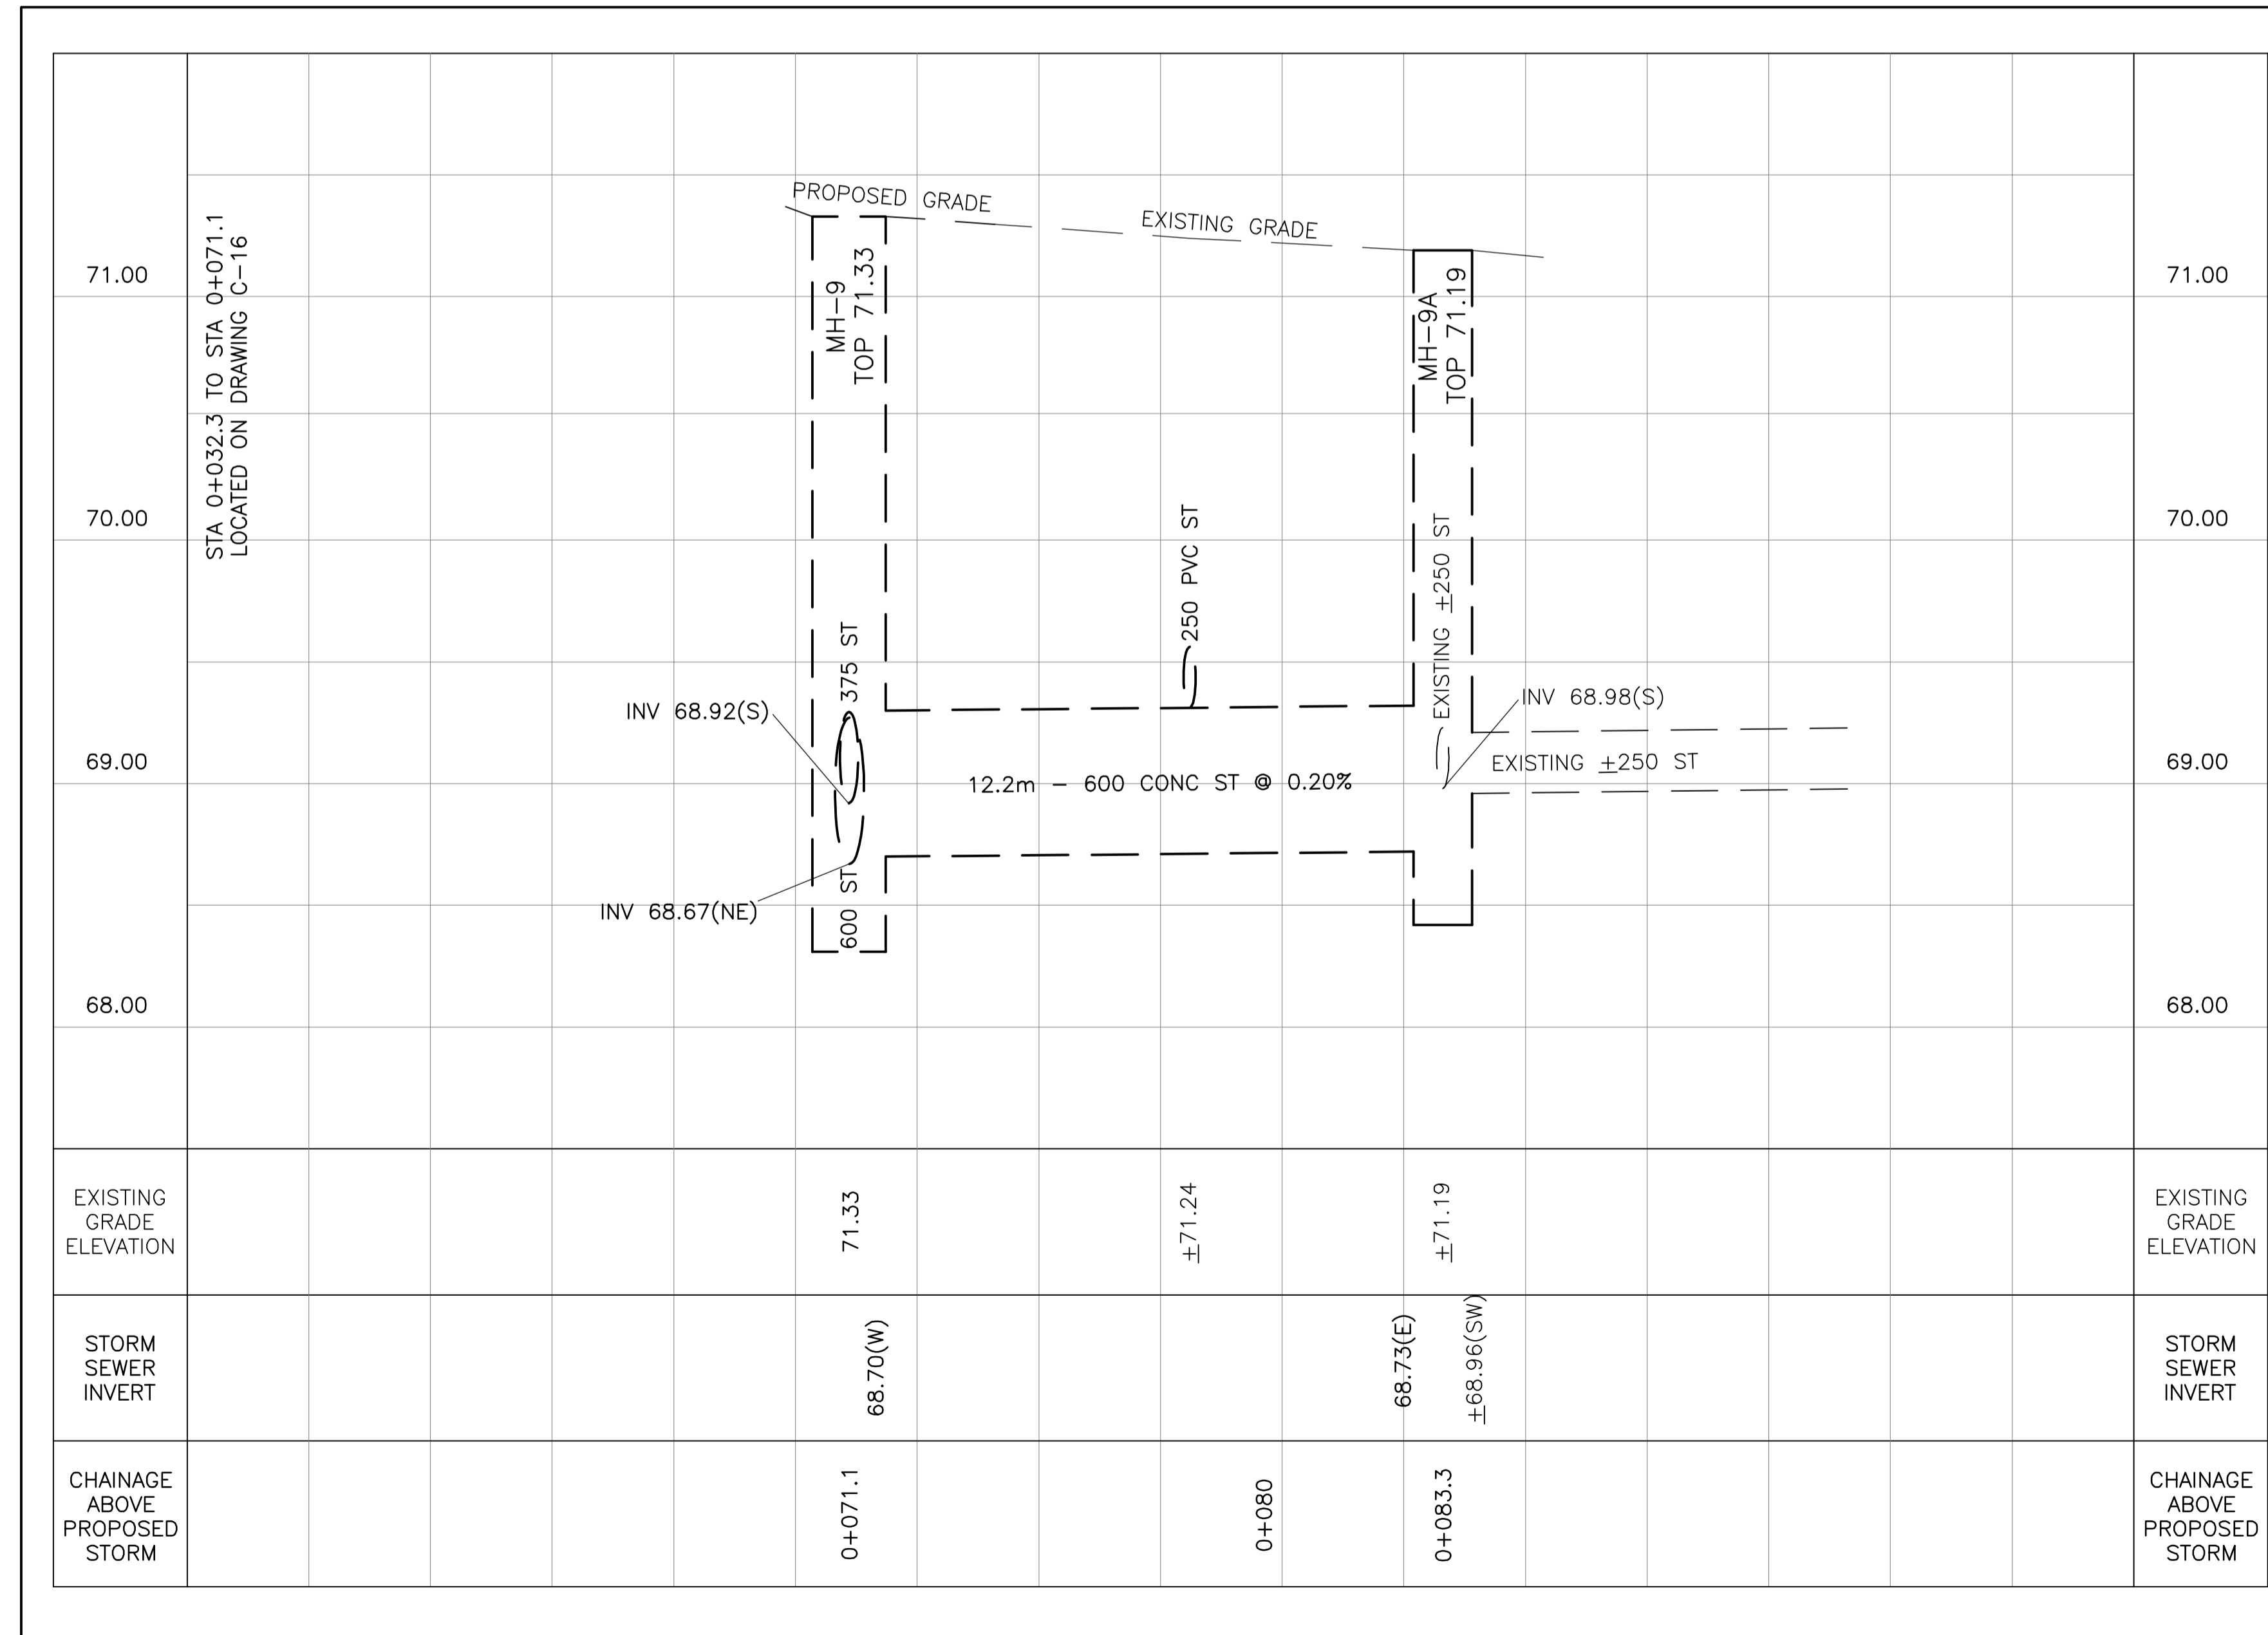 PROPOSED GRADE
EXISTING GRADE
71.00
STA 0+032.3 TO STA 0+071.1
LOCATED ON DRAWING C-16
MH-9
TOP 71.33
MH-9A
TOP 71.19
71.00
70.00
70.00
250 PVC ST
EXISTING ±250 ST
375 ST
INV 68.92(S)
INV 68.98(S)
69.00
12.2m - 600 CONC ST @ 0.20%
EXISTING ±250 ST
69.00
INV 68.67(NE)
600 ST
68.00
68.00
EXISTING
GRADE
ELEVATION
71.33
±71.24
±71.19
EXISTING
GRADE
ELEVATION
STORM
SEWER
INVERT
68.70(W)
68.73(E)
±68.96(SW)
STORM
SEWER
INVERT
CHAINAGE
ABOVE
PROPOSED
STORM
0+071.1
0+080
0+083.3
CHAINAGE
ABOVE
PROPOSED
STORM